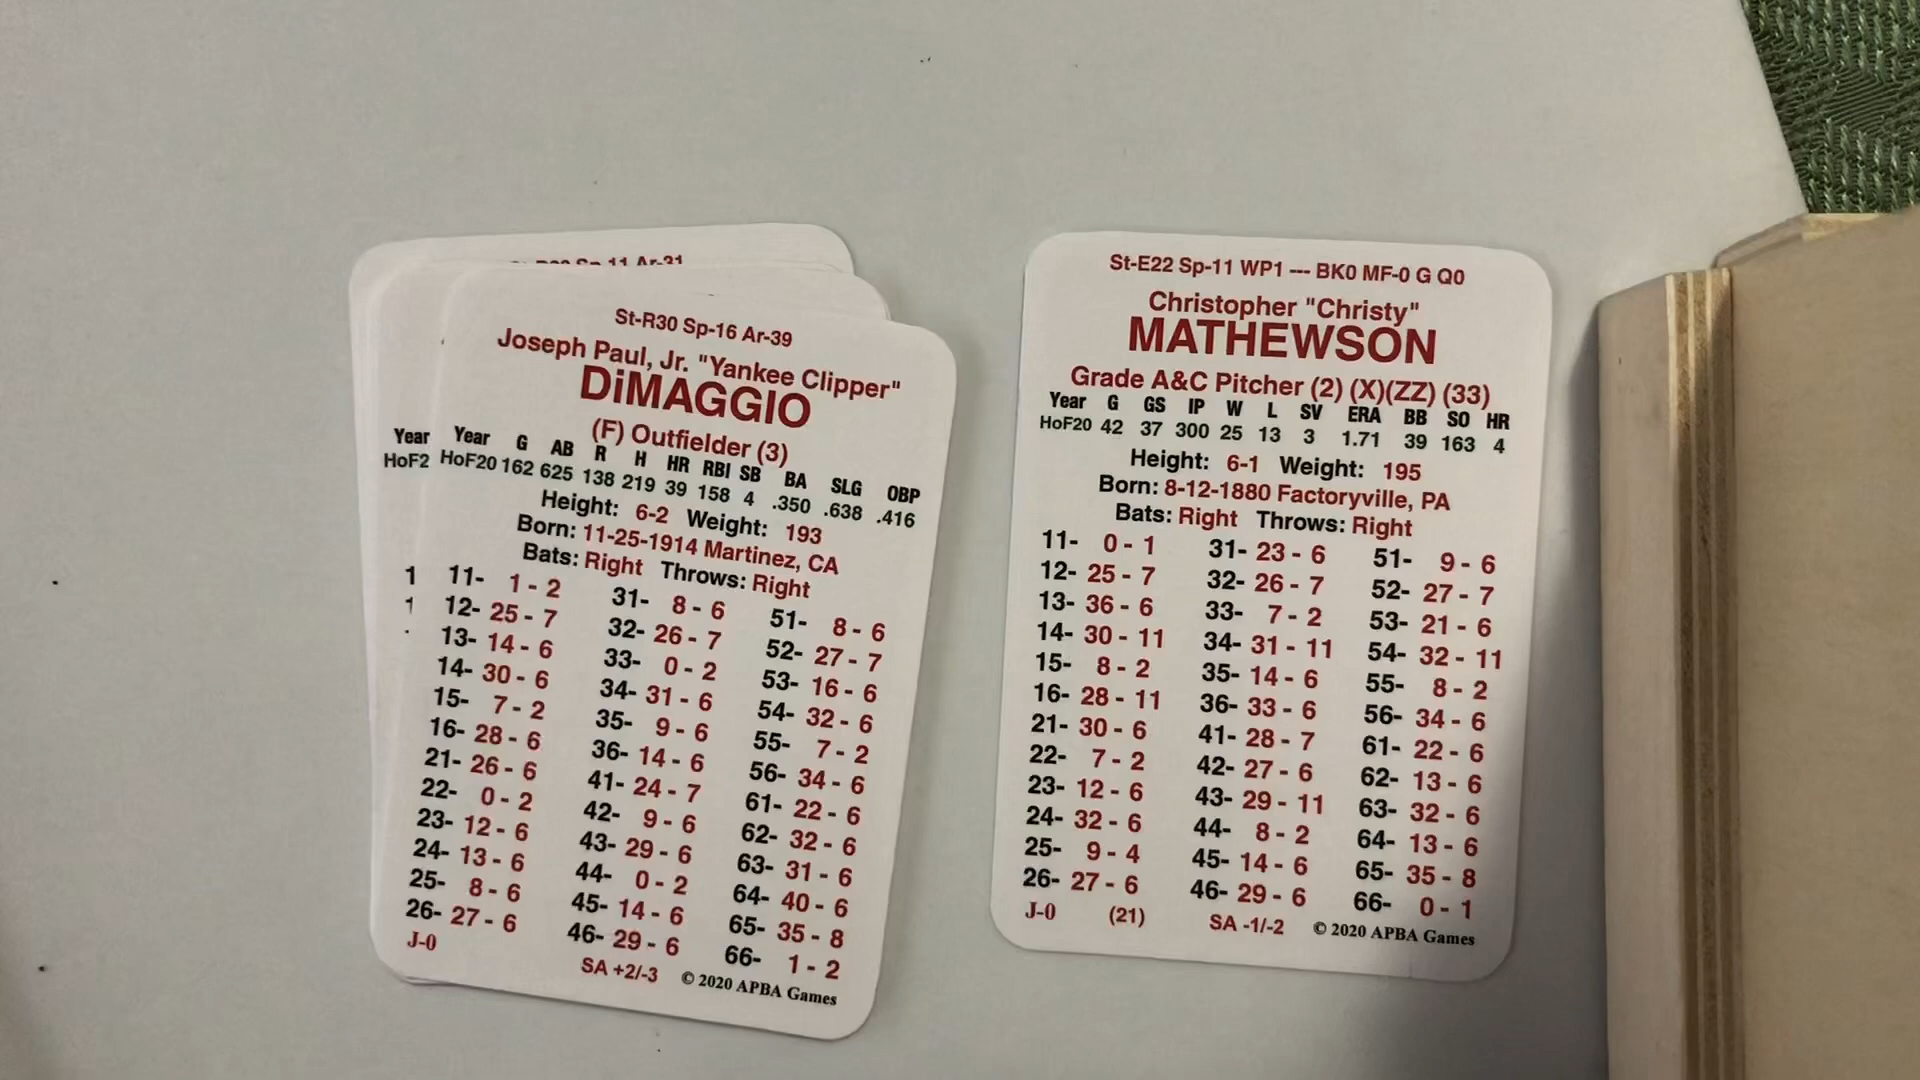 Sp-11 Ar-31
St-R30 Sp-16 Ar-39
Joseph Paul, Jr. "Yankee Clipper"
DiMAGGIO
(F) Outfielder (3)
Year
HoF2
Year G AB R H HR RBI SB BA SLG OBP
HoF20 162 625 138 219 39 158 4 .350 .638 .416
Height: 6-2 Weight: 193
Born: 11-25-1914 Martinez, CA
Bats: Right Throws: Right
1
1
11- 1 - 2 31- 8 - 6 51- 8 - 6
12- 25 - 7 32- 26 - 7 52- 27 - 7
13- 14 - 6 33- 0 - 2 53- 16 - 6
14- 30 - 6 34- 31 - 6 54- 32 - 6
15- 7 - 2 35- 9 - 6 55- 7 - 2
16- 28 - 6 36- 14 - 6 56- 34 - 6
21- 26 - 6 41- 24 - 7 61- 22 - 6
22- 0 - 2 42- 9 - 6 62- 32 - 6
23- 12 - 6 43- 29 - 6 63- 31 - 6
24- 13 - 6 44- 0 - 2 64- 40 - 6
25- 8 - 6 45- 14 - 6 65- 35 - 8
26- 27 - 6 46- 29 - 6 66- 1 - 2
J-0 SA +2/-3 © 2020 APBA Games
St-E22 Sp-11 WP1 --- BK0 MF-0 G Q0
Christopher "Christy"
MATHEWSON
Grade A&C Pitcher (2) (X)(ZZ) (33)
Year G GS IP W L SV ERA BB SO HR
HoF20 42 37 300 25 13 3 1.71 39 163 4
Height: 6-1 Weight: 195
Born: 8-12-1880 Factoryville, PA
Bats: Right Throws: Right
11- 0 - 1 31- 23 - 6 51- 9 - 6
12- 25 - 7 32- 26 - 7 52- 27 - 7
13- 36 - 6 33- 7 - 2 53- 21 - 6
14- 30 - 11 34- 31 - 11 54- 32 - 11
15- 8 - 2 35- 14 - 6 55- 8 - 2
16- 28 - 11 36- 33 - 6 56- 34 - 6
21- 30 - 6 41- 28 - 7 61- 22 - 6
22- 7 - 2 42- 27 - 6 62- 13 - 6
23- 12 - 6 43- 29 - 11 63- 32 - 6
24- 32 - 6 44- 8 - 2 64- 13 - 6
25- 9 - 4 45- 14 - 6 65- 35 - 8
26- 27 - 6 46- 29 - 6 66- 0 - 1
J-0 (21) SA -1/-2 © 2020 APBA Games